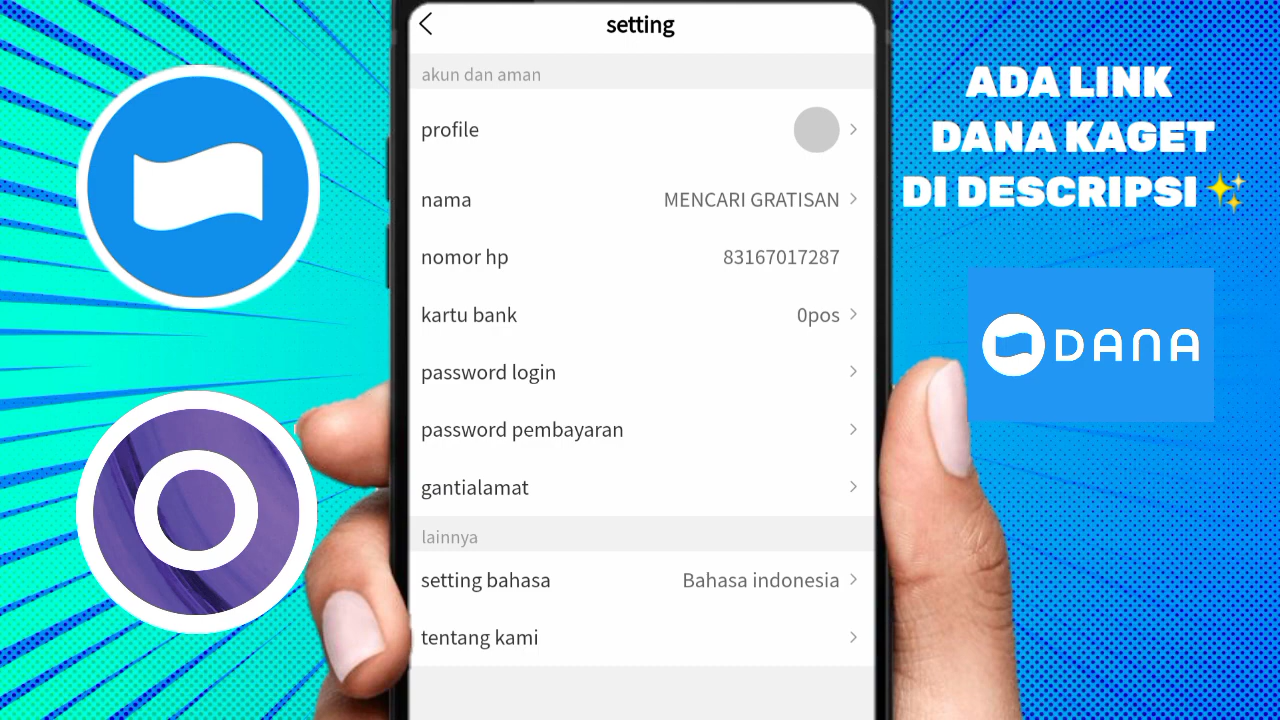 setting
akun dan aman
profile
nama MENCARI GRATISAN
nomor hp 83167017287
kartu bank 0pos
password login
password pembayaran
gantialamat
lainnya
setting bahasa Bahasa indonesia
tentang kami
ADA LINK
DANA KAGET
DI DESCRIPSI ✨
DANA